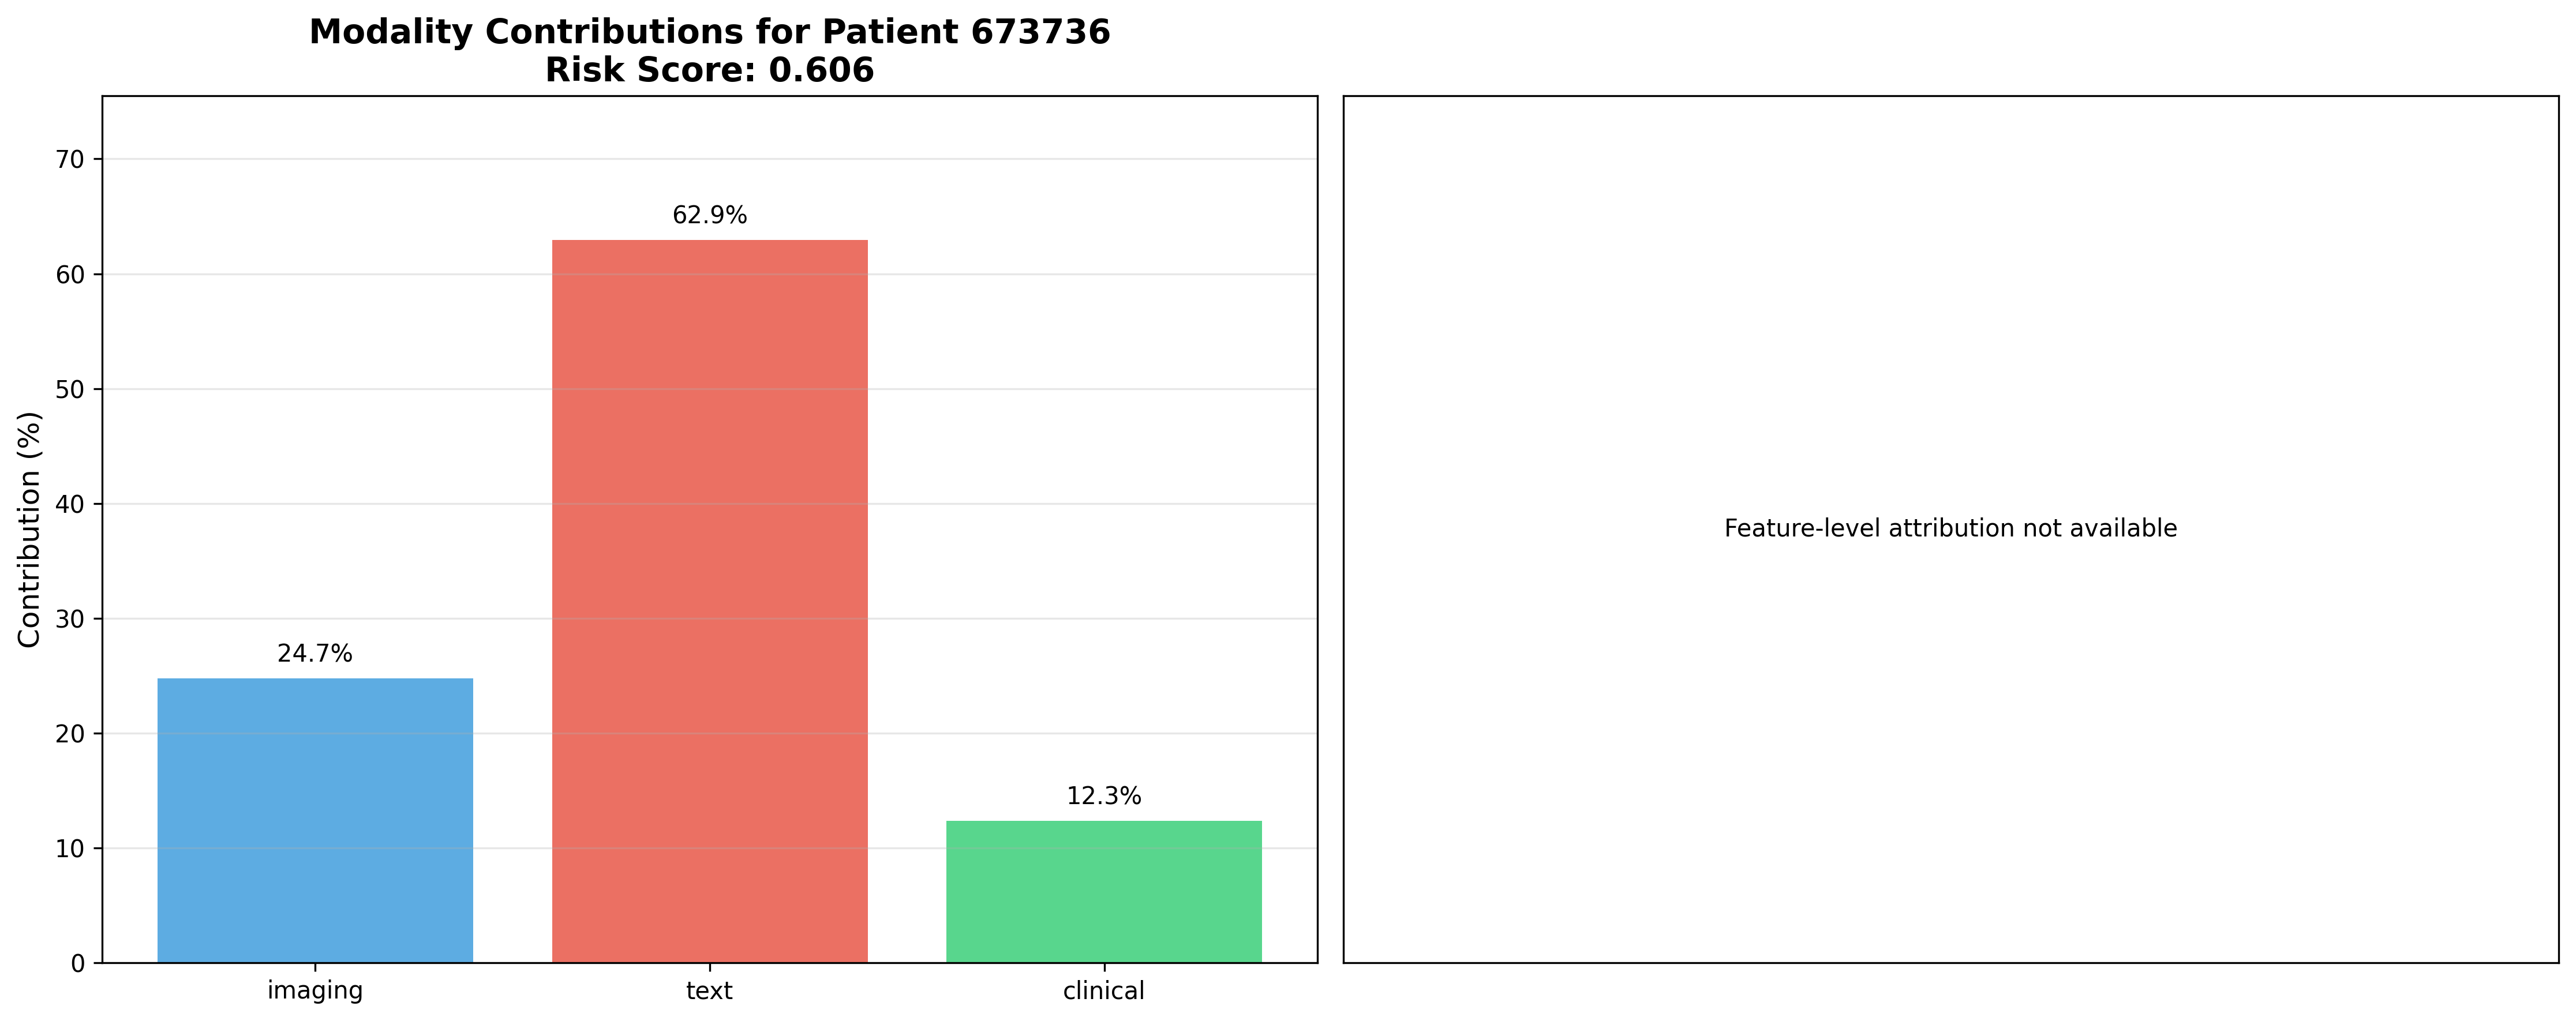 Modality Contributions for Patient 673736
Risk Score: 0.606
Contribution (%)
70
60
50
40
30
20
10
0
24.7%
62.9%
12.3%
imaging
text
clinical
Feature-level attribution not available